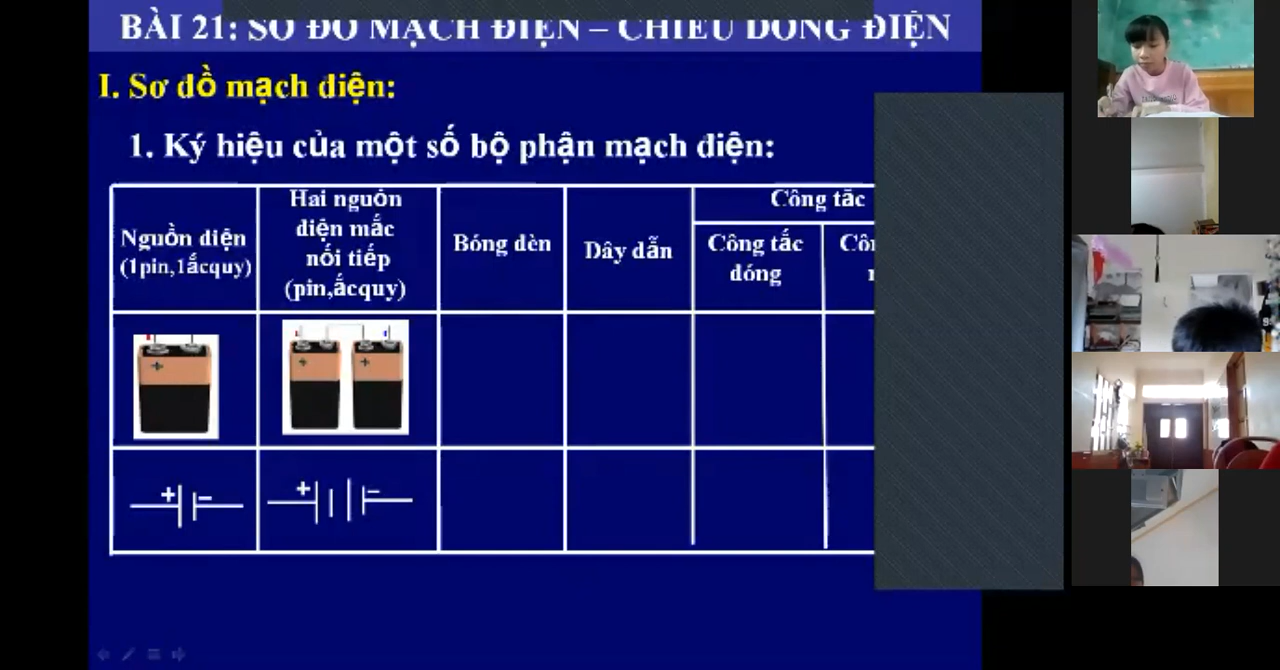 BÀI 21: SƠ ĐỒ MẠCH ĐIỆN – CHIỀU DÒNG ĐIỆN
I. Sơ đồ mạch điện:
1. Ký hiệu của một số bộ phận mạch điện:
Nguồn điện
(1pin,1ắcquy)
Hai nguồn
điện mắc
nối tiếp
(pin,ắcquy)
Bóng đèn
Dây dẫn
Công tắc
Công tắc
đóng
+
+ +
+ −
+ −